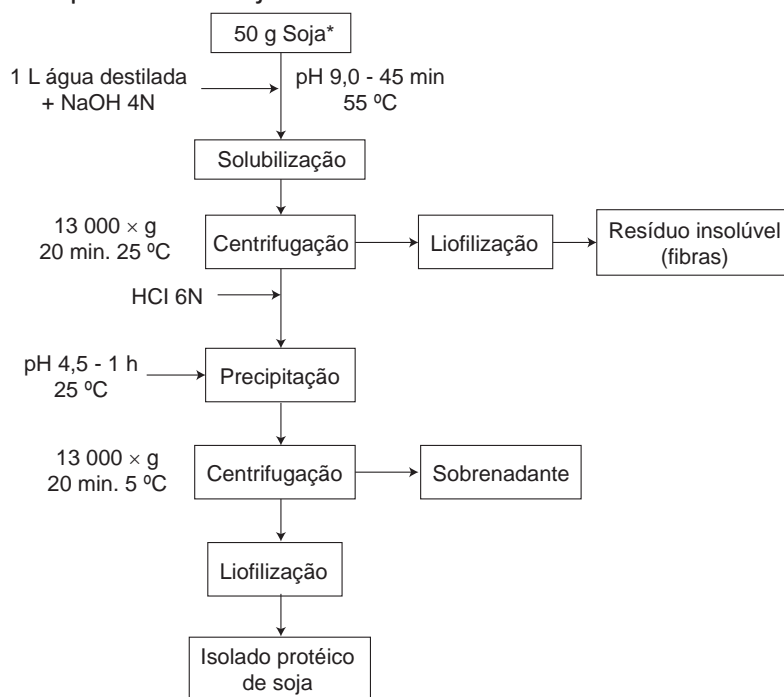 50 g Soja*
1 L água destilada
+ NaOH 4N
pH 9,0 - 45 min
55 ºC
Solubilização
13 000 × g
20 min. 25 ºC
Centrifugação
Liofilização
Resíduo insolúvel
(fibras)
HCl 6N
pH 4,5 - 1 h
25 ºC
Precipitação
13 000 × g
20 min. 5 ºC
Centrifugação
Sobrenadante
Liofilização
Isolado protéico
de soja